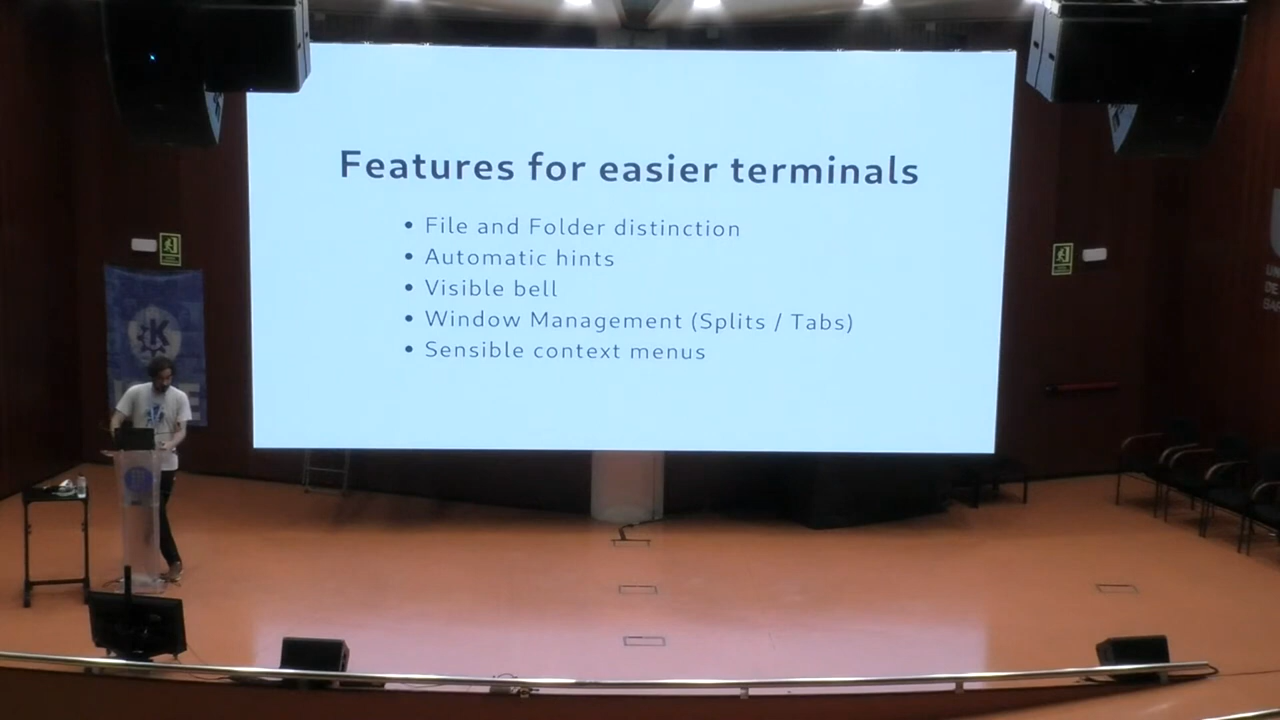 Features for easier terminals
• File and Folder distinction
• Automatic hints
• Visible bell
• Window Management (Splits / Tabs)
• Sensible context menus
K